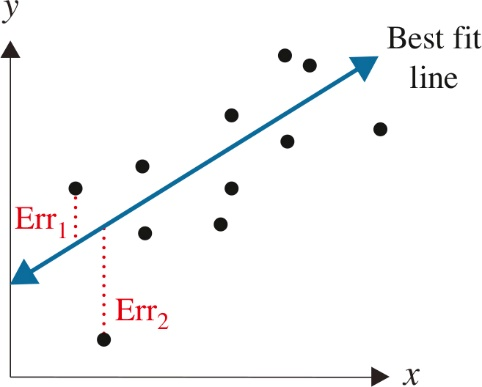 y
Best fit
line
Err₁
Err₂
x